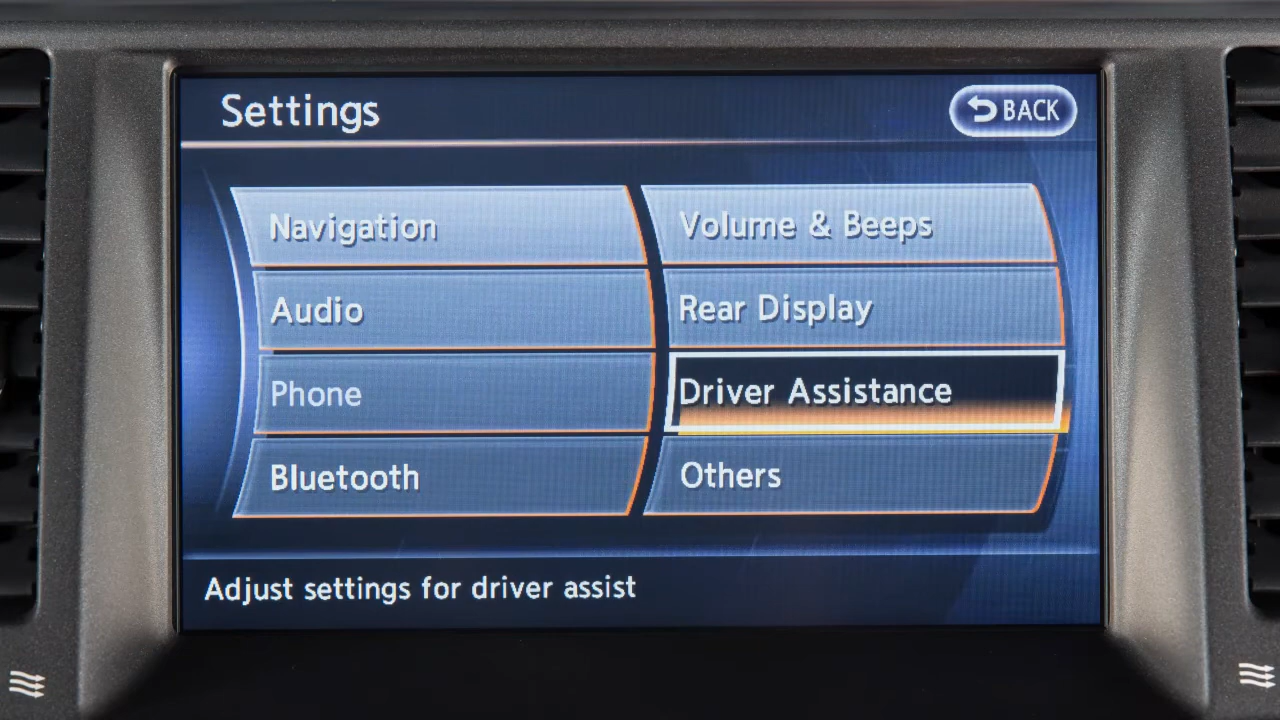 Settings
BACK
Navigation
Volume & Beeps
Audio
Rear Display
Phone
Driver Assistance
Bluetooth
Others
Adjust settings for driver assist